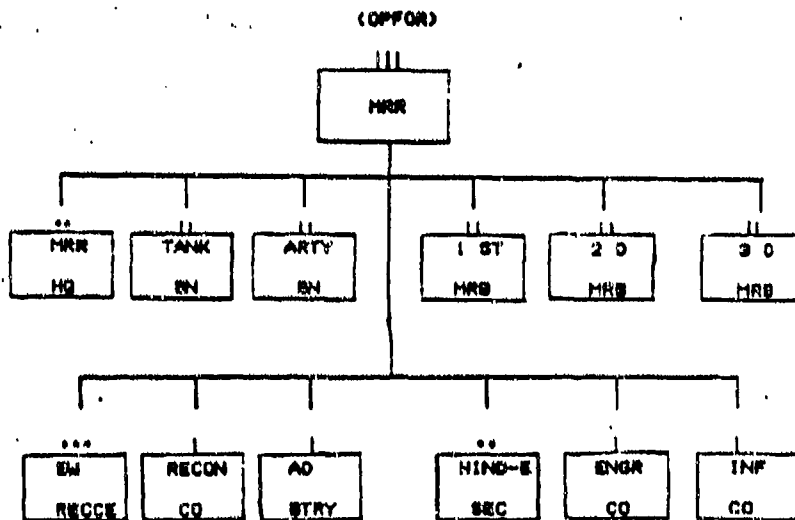 (OPFOR)
MRR
MRR
HQ
TANK
BN
ARTY
BN
1 ST
MRB
2 D
MRB
3 D
MRB
EW
RECCE
RECON
CO
AD
BTRY
HIND-E
SEC
ENGR
CO
INF
CO